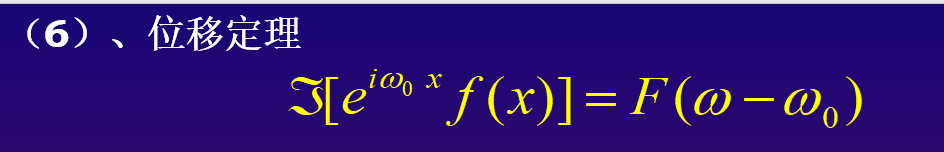 （6）、位移定理
ℑ[e^{iω₀ x} f(x)] = F(ω − ω₀)